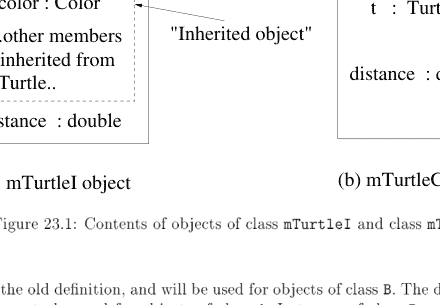 color : Color
..other members
inherited from
Turtle..
stance : double
"Inherited object"
t : Turt
distance : d
mTurtleI object
(b) mTurtleC
Figure 23.1: Contents of objects of class mTurtleI and class mT
the old definition, and will be used for objects of class B. The d